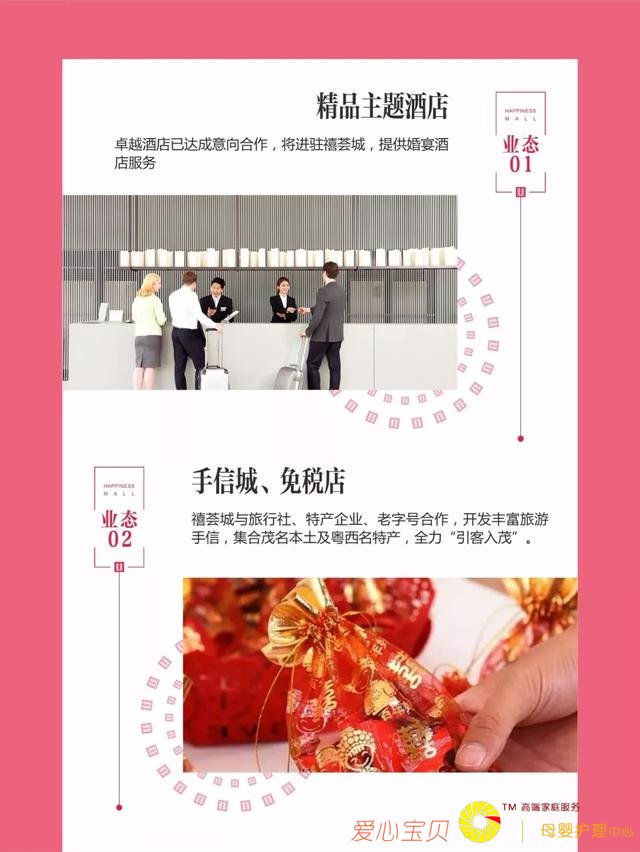 精品主题酒店
卓越酒店已达成意向合作，将进驻禧荟城，提供婚宴酒
店服务
HAPPINESS
MALL
业态
01
手信城、免税店
禧荟城与旅行社、特产企业、老字号合作，开发丰富旅游
手信，集合茂名本土及粤西名特产，全力“引客入茂”。
HAPPINESS
MALL
业态
02
爱心宝贝
TM 高端家庭服务
母婴护理中心